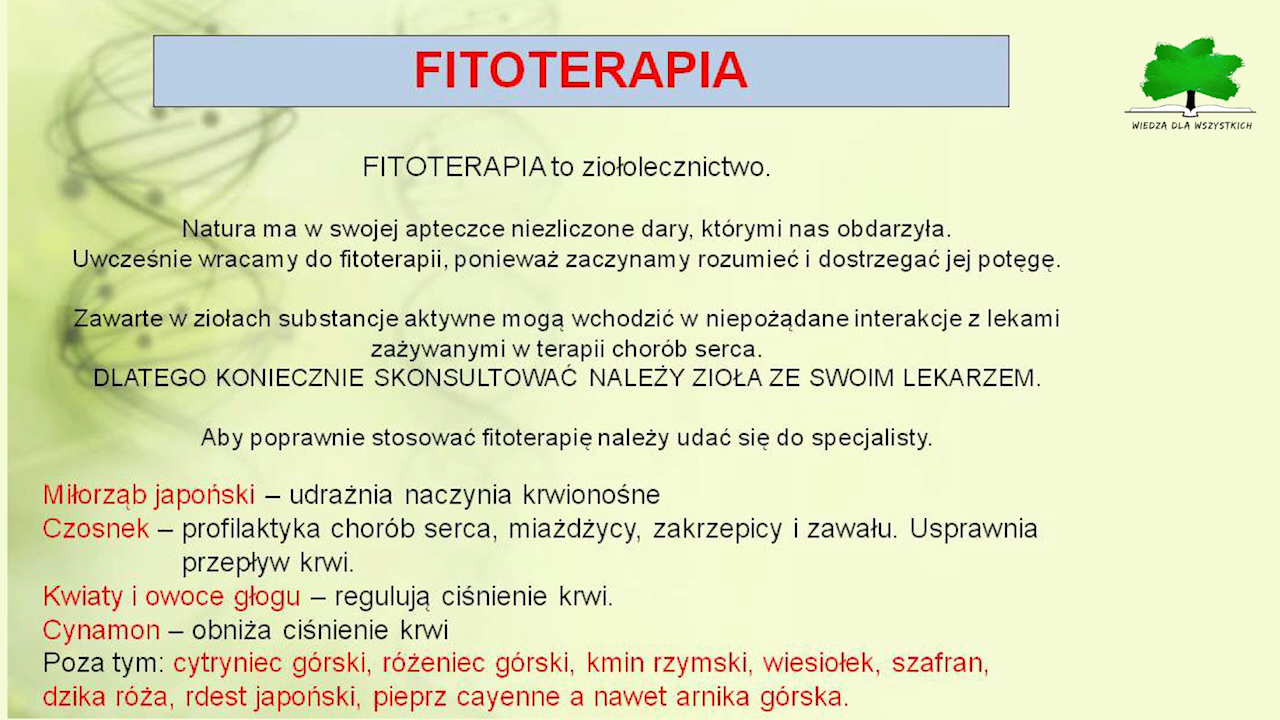 FITOTERAPIA
WIEDZA DLA WSZYSTKICH
FITOTERAPIA to ziołolecznictwo.
Natura ma w swojej apteczce niezliczone dary, którymi nas obdarzyła.
Uwcześnie wracamy do fitoterapii, ponieważ zaczynamy rozumieć i dostrzegać jej potęgę.
Zawarte w ziołach substancje aktywne mogą wchodzić w niepożądane interakcje z lekami
zażywanymi w terapii chorób serca.
DLATEGO KONIECZNIE SKONSULTOWAĆ NALEŻY ZIOŁA ZE SWOIM LEKARZEM.
Aby poprawnie stosować fitoterapię należy udać się do specjalisty.
Miłorząb japoński – udrażnia naczynia krwionośne
Czosnek – profilaktyka chorób serca, miażdżycy, zakrzepicy i zawału. Usprawnia
przepływ krwi.
Kwiaty i owoce głogu – regulują ciśnienie krwi.
Cynamon – obniża ciśnienie krwi
Poza tym: cytryniec górski, różeniec górski, kmin rzymski, wiesiołek, szafran,
dzika róża, rdest japoński, pieprz cayenne a nawet arnika górska.